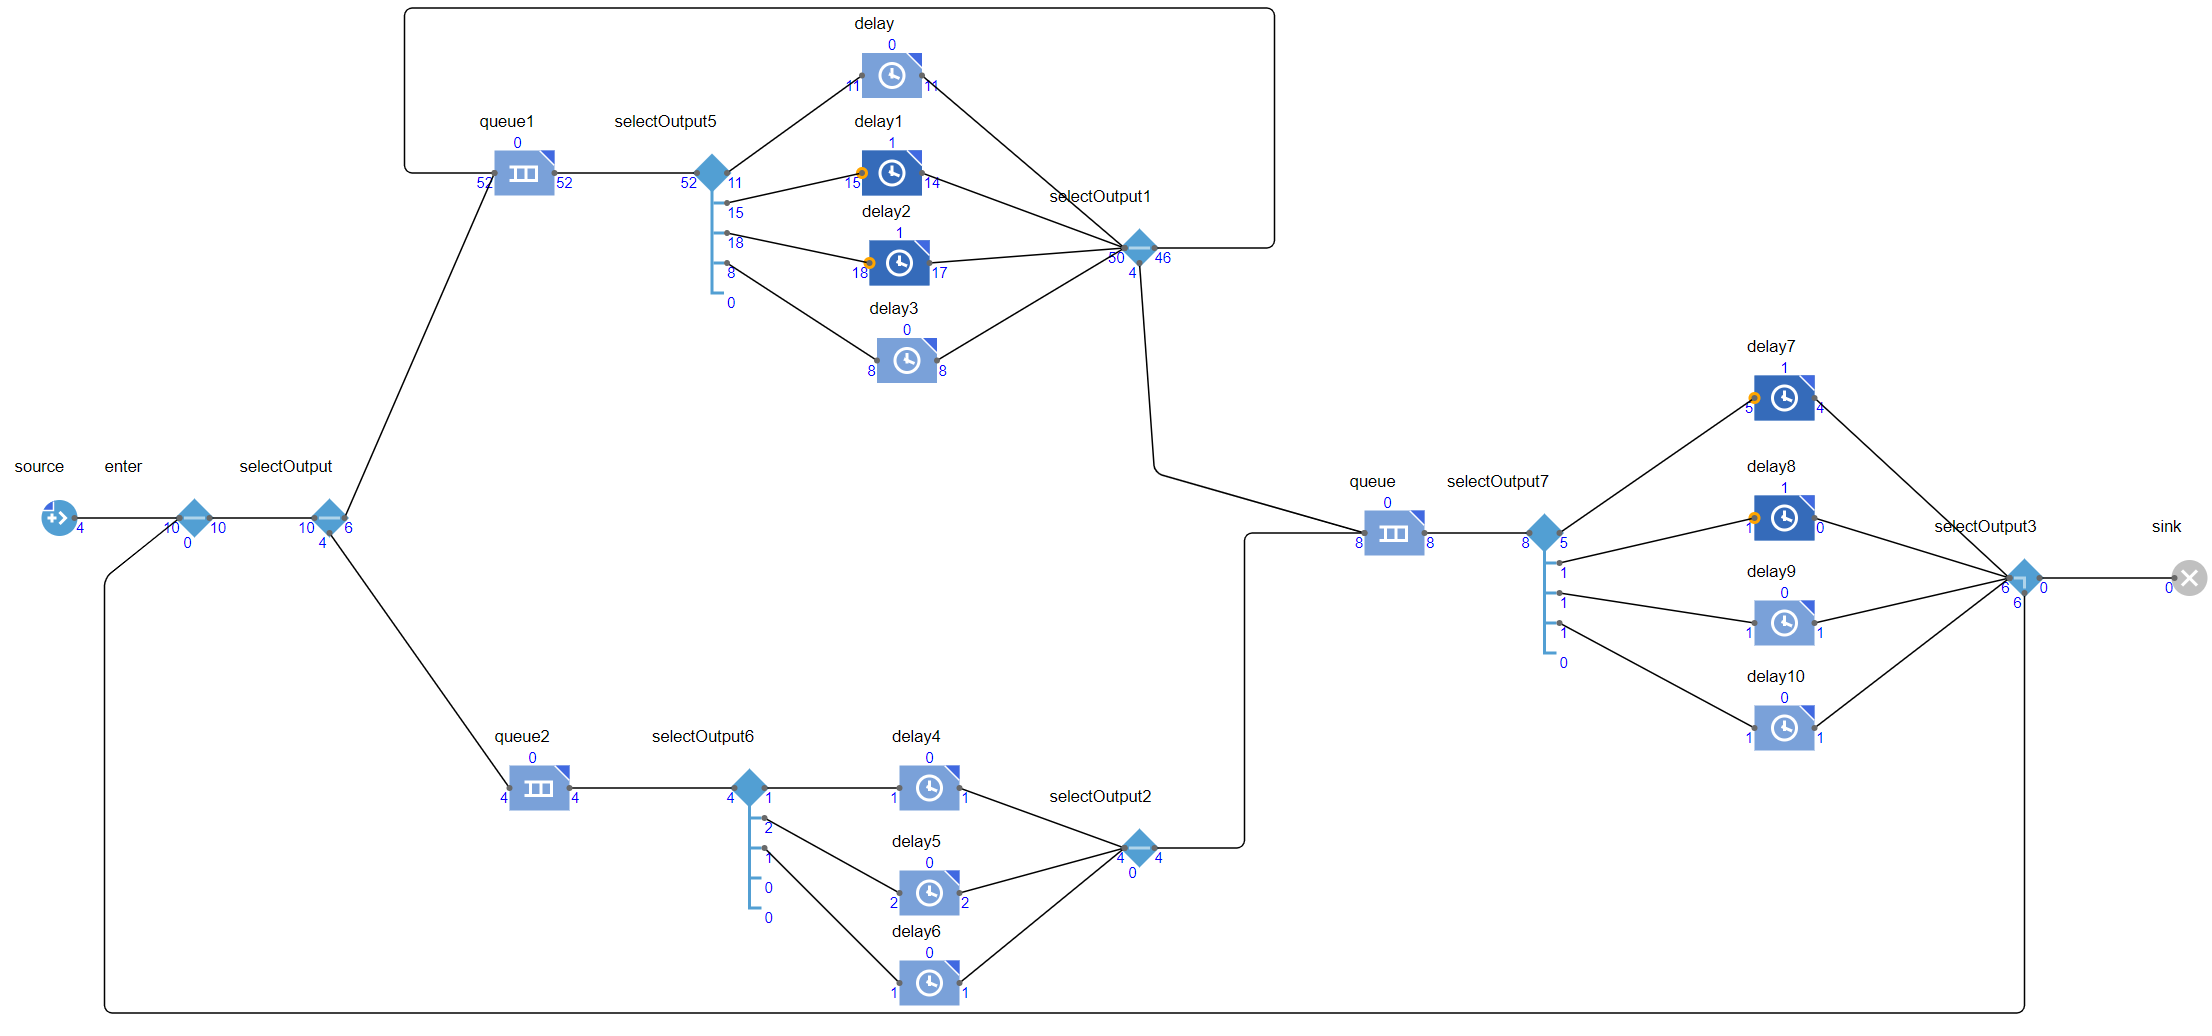 delay
0
11 11
queue1 selectOutput5 delay1
0 1
52 52 52 11 15 14
selectOutput1
15 delay2
1
18 18 17
50 46
4
8
0
delay3
0
8 8
delay7
1
5 4
source enter selectOutput
4 10 10 10 6
0 4
queue selectOutput7 delay8
0 1
8 8 8 5 1 0
selectOutput3 sink
1
delay9
0
1 1 1
6 0 0
6
1
0
delay10
0
1 1
queue2 selectOutput6 delay4
0 0
4 4 4 1 1 1
selectOutput2
2
delay5
0
1
4 4
0
0
2 2
0
delay6
0
1 1